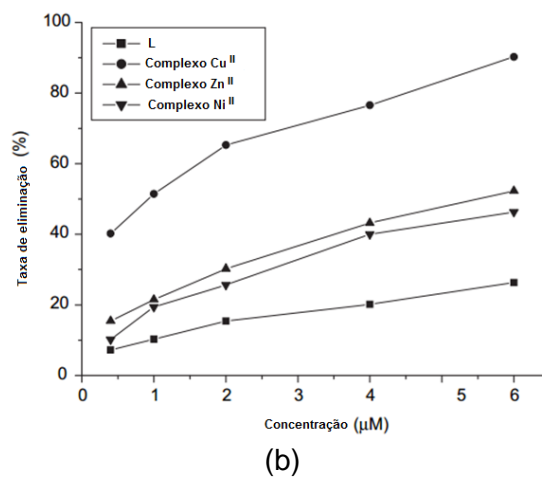 100
80
60
40
20
0
Taxa de eliminação (%)
L
Complexo Cu II
Complexo Zn II
Complexo Ni II
0 1 2 3 4 5 6
Concentração (μM)
(b)